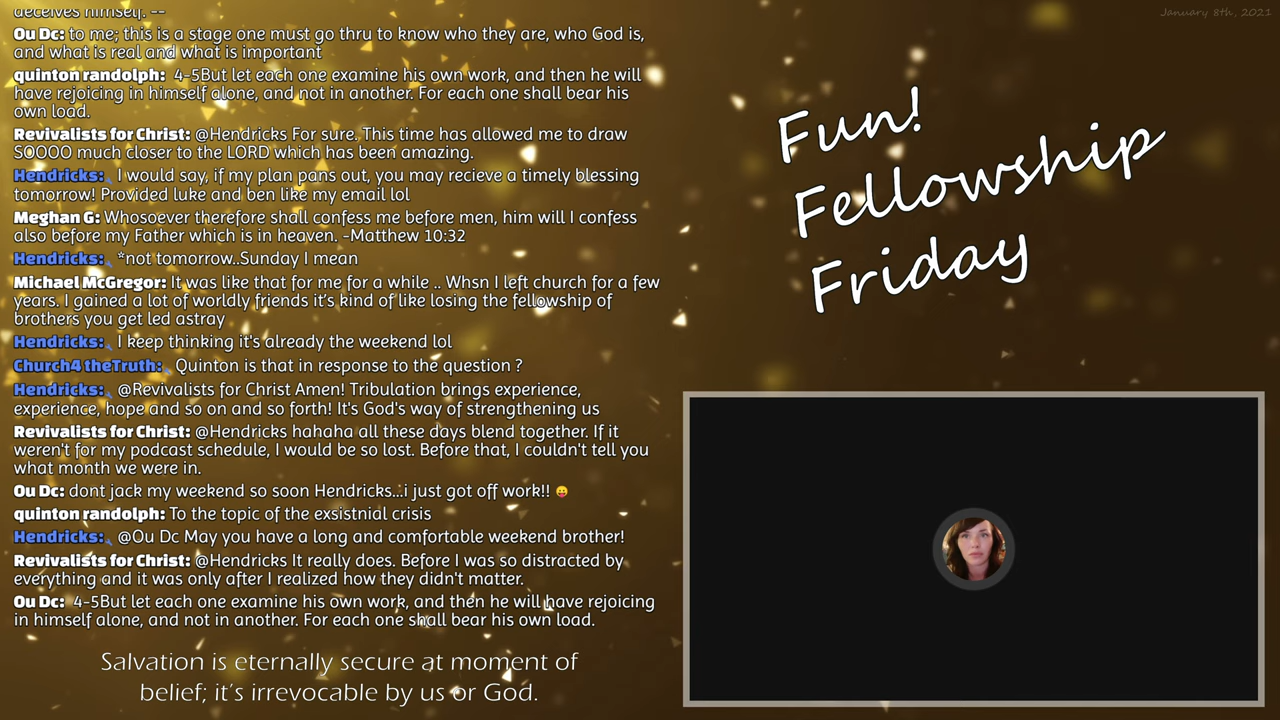 deceives himself. --
Ou Dc: to me; this is a stage one must go thru to know who they are, who God is,
and what is real and what is important
quinton randolph: 4-5But let each one examine his own work, and then he will
have rejoicing in himself alone, and not in another. For each one shall bear his
own load.
Revivalists for Christ: @Hendricks For sure. This time has allowed me to draw
SOOOO much closer to the LORD which has been amazing.
Hendricks: I would say, if my plan pans out, you may recieve a timely blessing
tomorrow! Provided luke and ben like my email lol
Meghan G: Whosoever therefore shall confess me before men, him will I confess
also before my Father which is in heaven. -Matthew 10:32
Hendricks: *not tomorrow..Sunday I mean
Michael McGregor: It was like that for me for a while .. Whsn I left church for a few
years. I gained a lot of worldly friends it's kind of like losing the fellowship of
brothers you get led astray
Hendricks: I keep thinking it's already the weekend lol
Church4 theTruth: Quinton is that in response to the question ?
Hendricks: @Revivalists for Christ Amen! Tribulation brings experience,
experience, hope and so on and so forth! It's God's way of strengthening us
Revivalists for Christ: @Hendricks hahaha all these days blend together. If it
weren't for my podcast schedule, I would be so lost. Before that, I couldn't tell you
what month we were in.
Ou Dc: dont jack my weekend so soon Hendricks...i just got off work!! 😛
quinton randolph: To the topic of the exsistnial crisis
Hendricks: @Ou Dc May you have a long and comfortable weekend brother!
Revivalists for Christ: @Hendricks It really does. Before I was so distracted by
everything and it was only after I realized how they didn't matter.
Ou Dc: 4-5But let each one examine his own work, and then he will have rejoicing
in himself alone, and not in another. For each one shall bear his own load.
Salvation is eternally secure at moment of
belief; it's irrevocable by us or God.
January 8th, 2021
Fun!
Fellowship
Friday